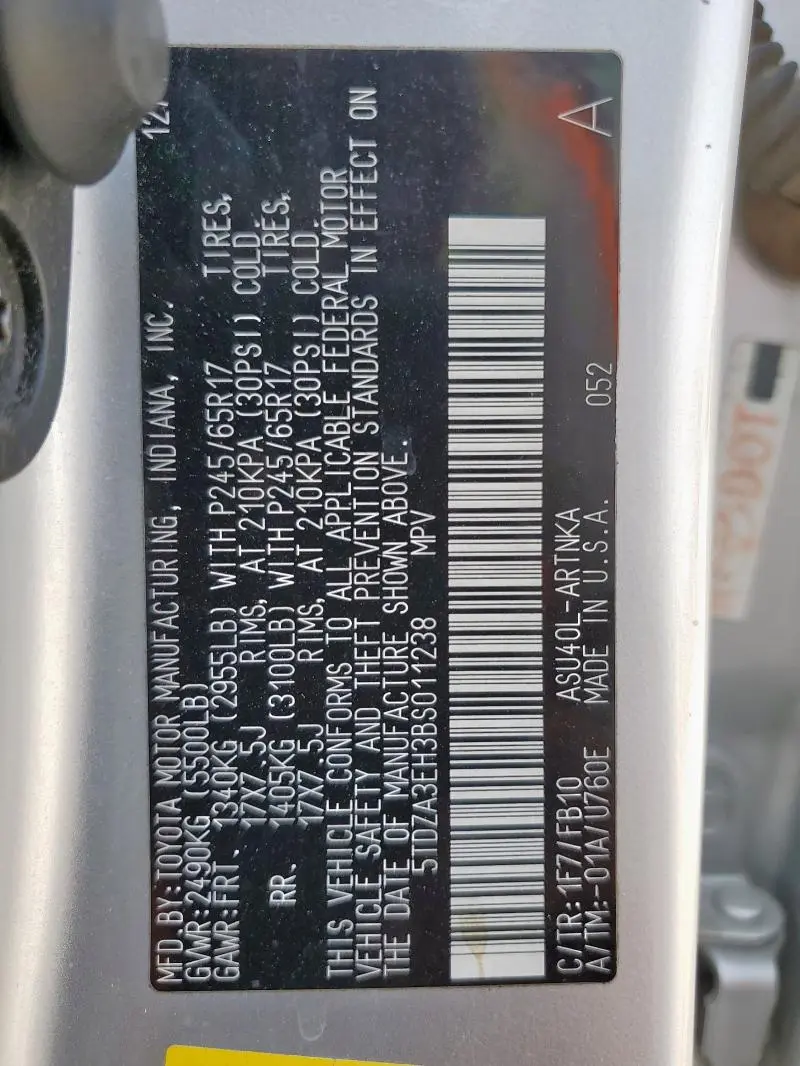 MFD.BY:TOYOTA MOTOR MANUFACTURING, INDIANA, INC. 12/
GVWR:2490KG (5500LB)
GAWR:FRT. 1340KG (2955LB) WITH P245/65R17 TIRES,
17X7.5J RIMS, AT 210KPA (30PSI) COLD
RR. 1405KG (3100LB) WITH P245/65R17 TIRES,
17X7.5J RIMS, AT 210KPA (30PSI) COLD.
THIS VEHICLE CONFORMS TO ALL APPLICABLE FEDERAL MOTOR
VEHICLE SAFETY AND THEFT PREVENTION STANDARDS IN EFFECT ON
THE DATE OF MANUFACTURE SHOWN ABOVE.
5TDZA3EH3BS011238 MPV
C/TR:1F7/FB10 ASU40L-ARTNKA
A/TM:-01A/U760E MADE IN U.S.A. 052 A
DOT